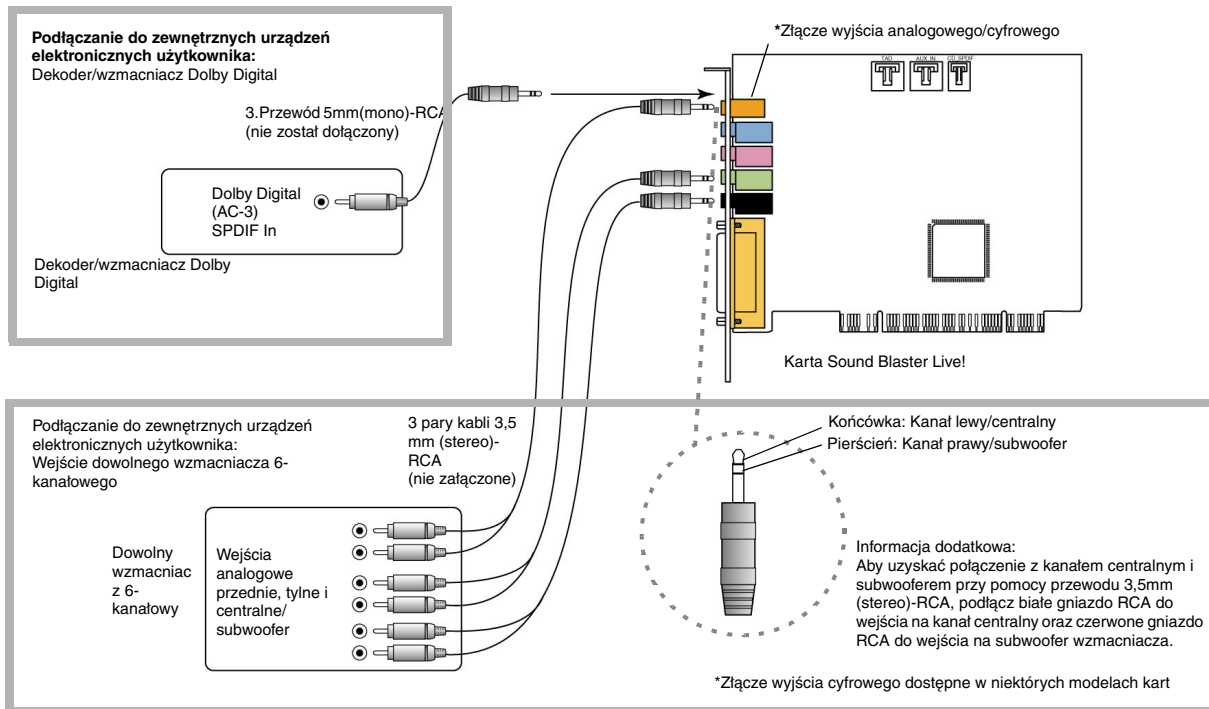 Podłączanie do zewnętrznych urządzeń
elektronicznych użytkownika:
Dekoder/wzmacniacz Dolby Digital
3.Przewód 5mm(mono)-RCA
(nie został dołączony)
Dolby Digital
(AC-3)
SPDIF In
Dekoder/wzmacniacz Dolby
Digital
*Złącze wyjścia analogowego/cyfrowego
TAD
AUX_IN
CD_SPDIF
Karta Sound Blaster Live!
Podłączanie do zewnętrznych urządzeń
elektronicznych użytkownika:
Wejście dowolnego wzmacniacza 6-
kanałowego
3 pary kabli 3,5
mm (stereo)-
RCA
(nie załączone)
Dowolny
wzmacniac
z 6-
kanałowy
Wejścia
analogowe
przednie, tylne i
centralne/
subwoofer
Końcówka: Kanał lewy/centralny
Pierścień: Kanał prawy/subwoofer
Informacja dodatkowa:
Aby uzyskać połączenie z kanałem centralnym i
subwooferem przy pomocy przewodu 3,5mm
(stereo)-RCA, podłącz białe gniazdo RCA do
wejścia na kanał centralny oraz czerwone gniazdo
RCA do wejścia na subwoofer wzmacniacza.
*Złącze wyjścia cyfrowego dostępne w niektórych modelach kart